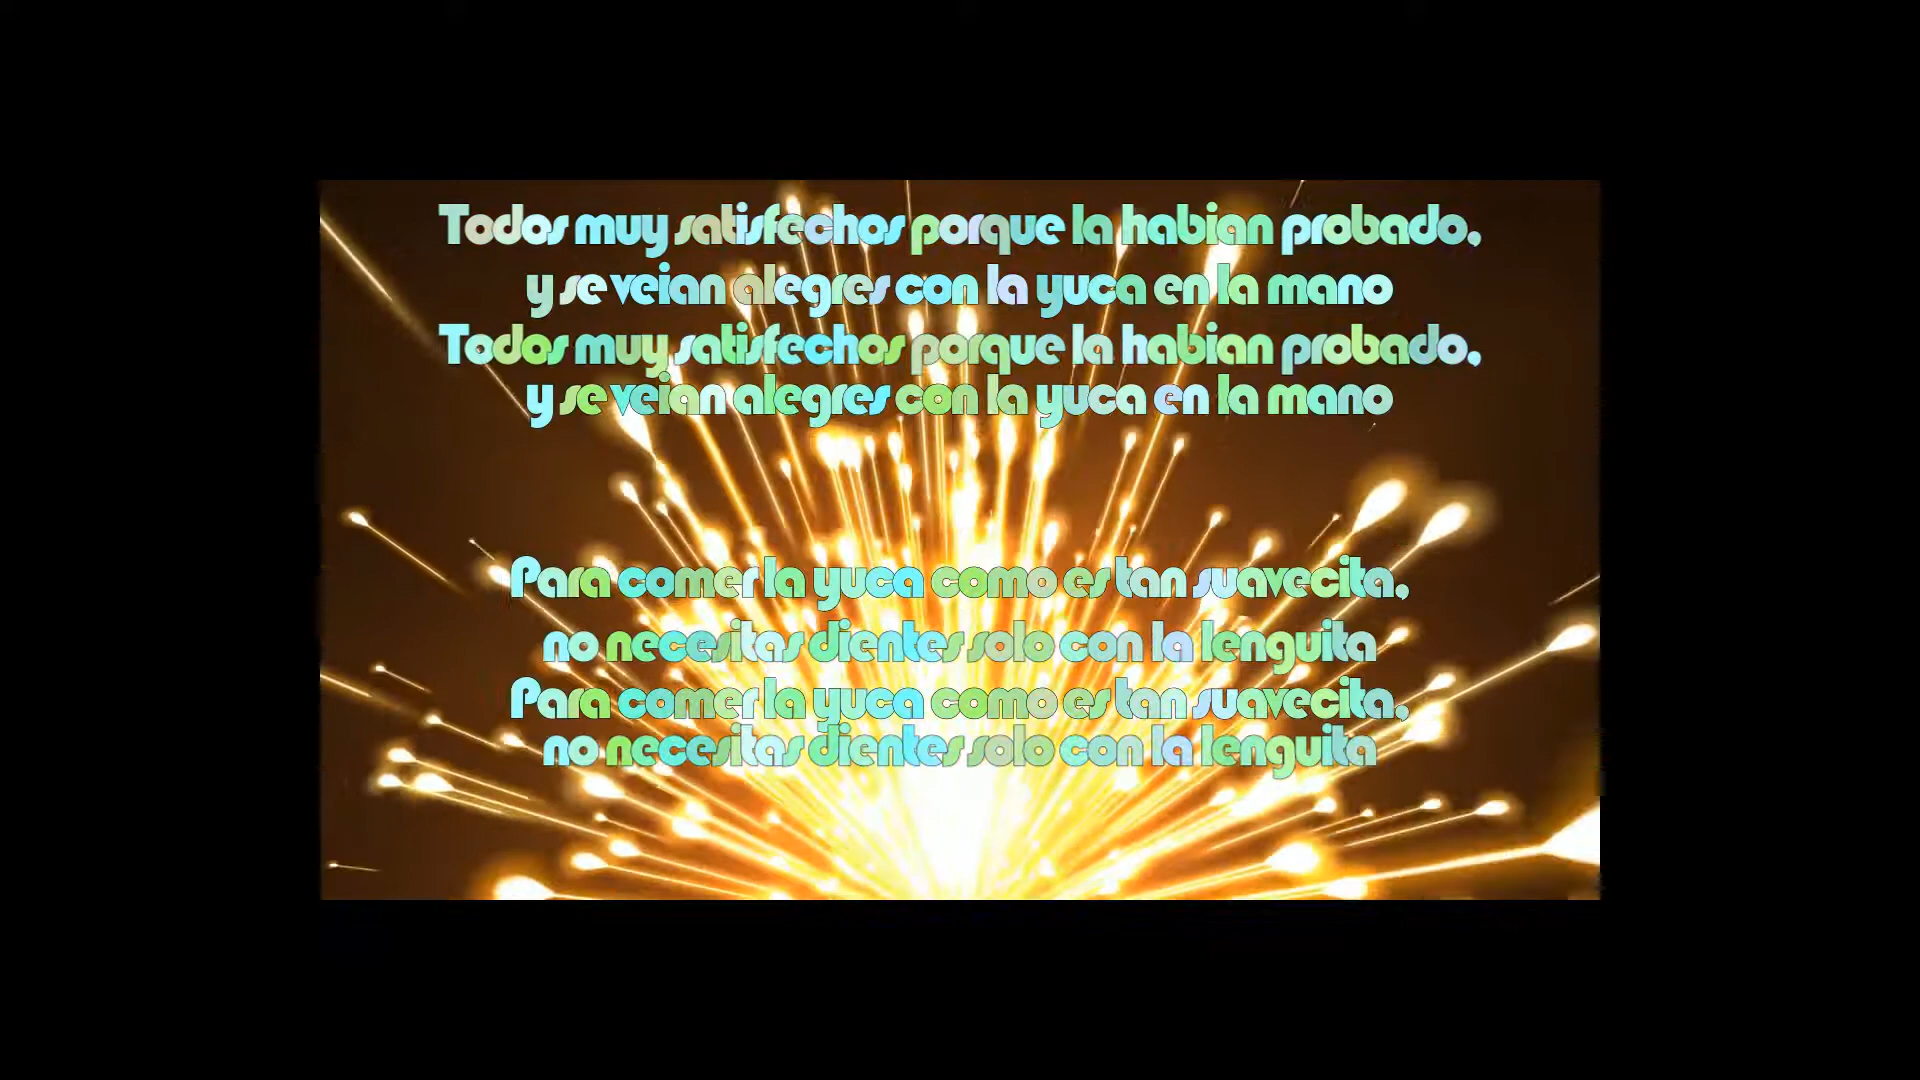 Todos muy satisfechos porque la habian probado,
y se veian alegres con la yuca en la mano
Todos muy satisfechos porque la habian probado,
y se veian alegres con la yuca en la mano
Para comer la yuca como es tan suavecita,
no necesitas dientes solo con la lenguita
Para comer la yuca como es tan suavecita,
no necesitas dientes solo con la lenguita